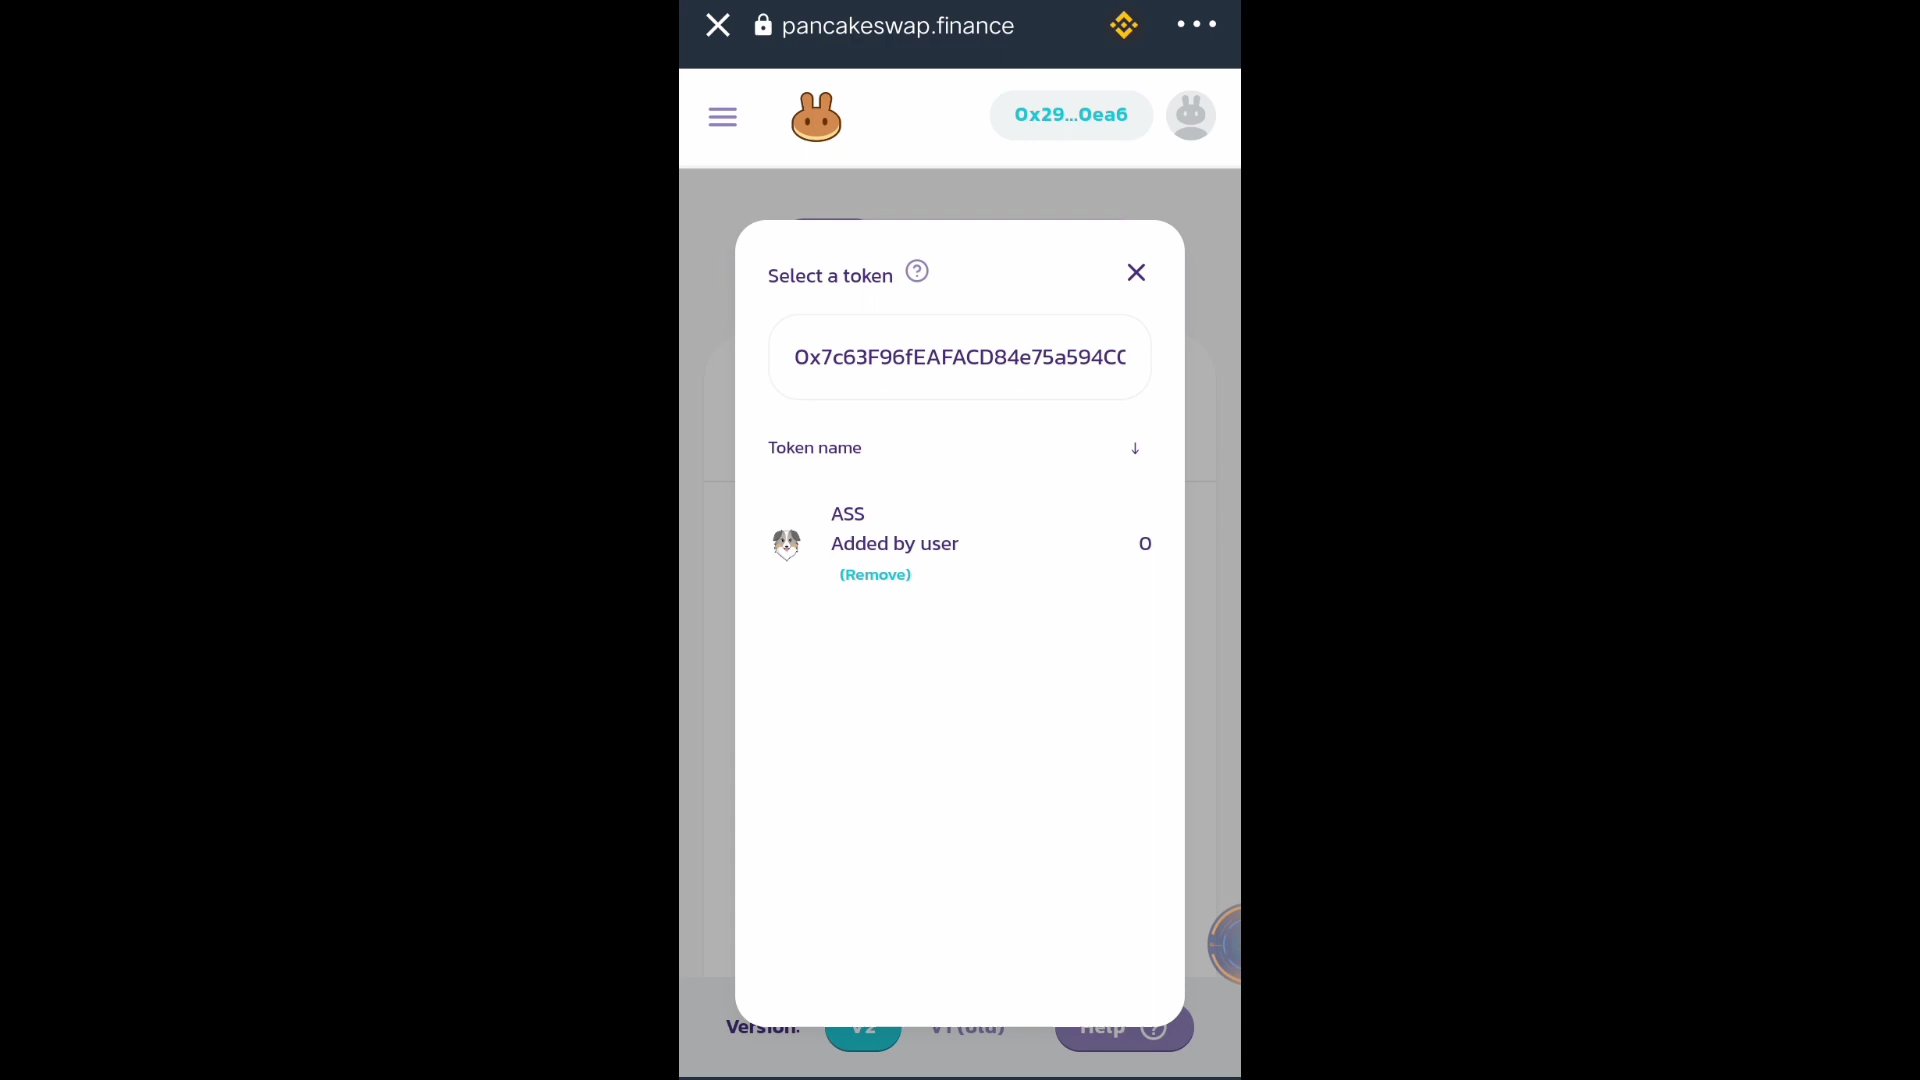 pancakeswap.finance
0x29...0ea6
Select a token
0x7c63F96fEAFACD84e75a594CC
Token name
ASS
Added by user
0
(Remove)
Version:
V2
V1 (old)
Help